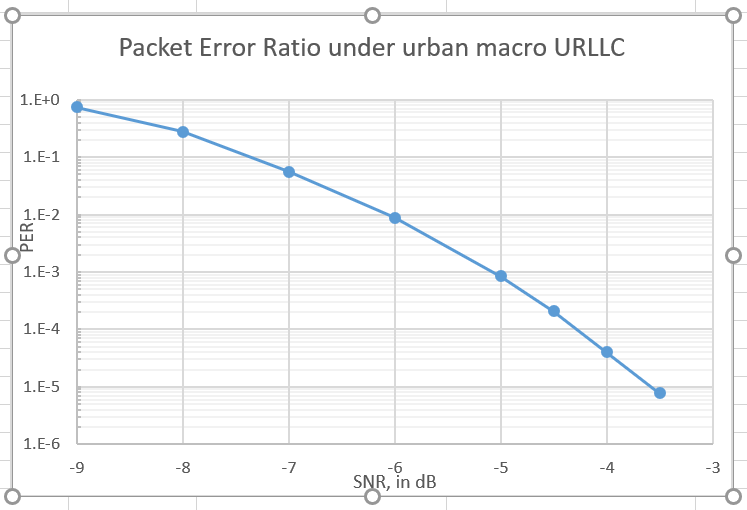 Packet Error Ratio under urban macro URLLC
1.E+0
1.E-1
1.E-2
PER
1.E-3
1.E-4
1.E-5
1.E-6
-9 -8 -7 -6 -5 -4 -3
SNR, in dB